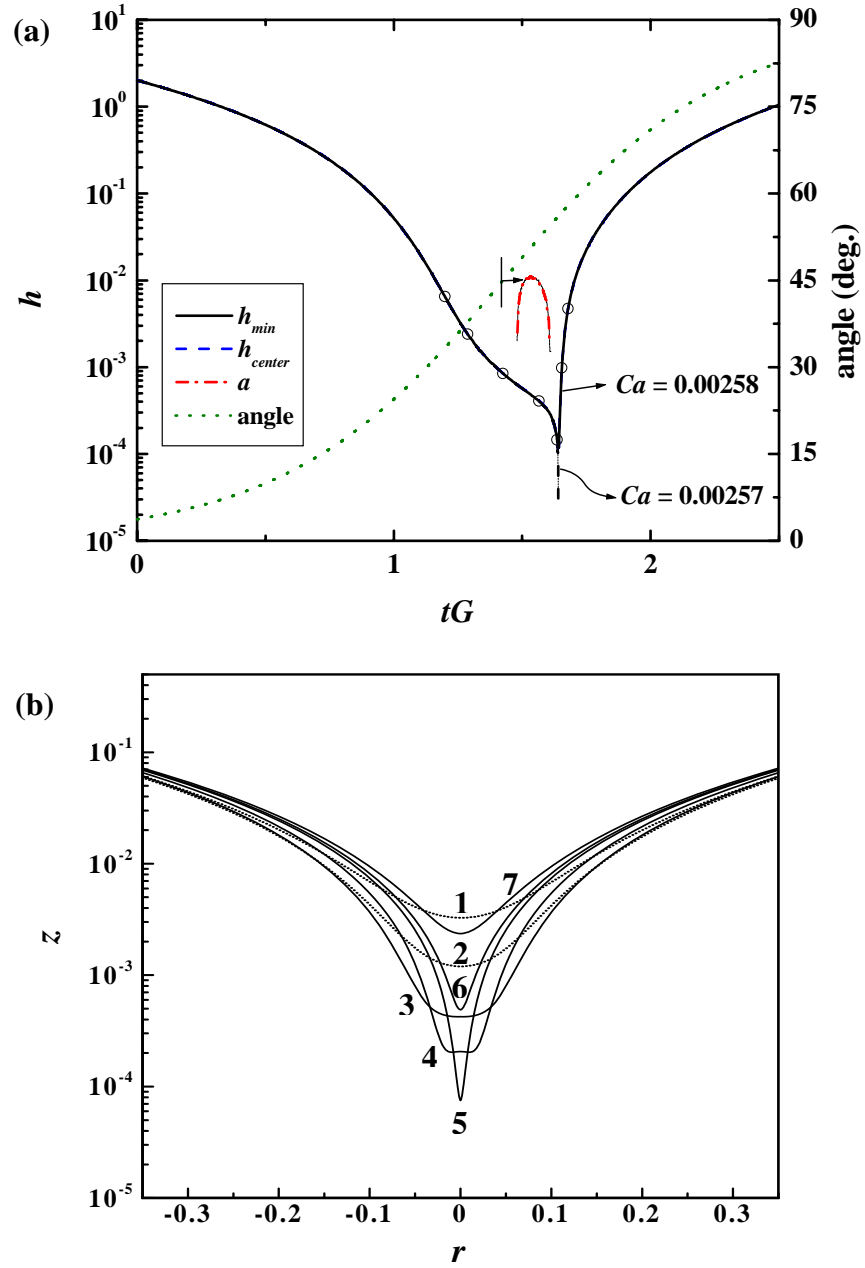 (a)
10^1
10^0
10^-1
10^-2
10^-3
10^-4
10^-5
h
90
75
60
45
30
15
0
angle (deg.)
h_min
h_center
a
angle
Ca = 0.00258
Ca = 0.00257
0
1
2
tG
(b)
10^-1
10^-2
10^-3
10^-4
10^-5
z
7
1
2
6
3
4
5
-0.3
-0.2
-0.1
0
0.1
0.2
0.3
r